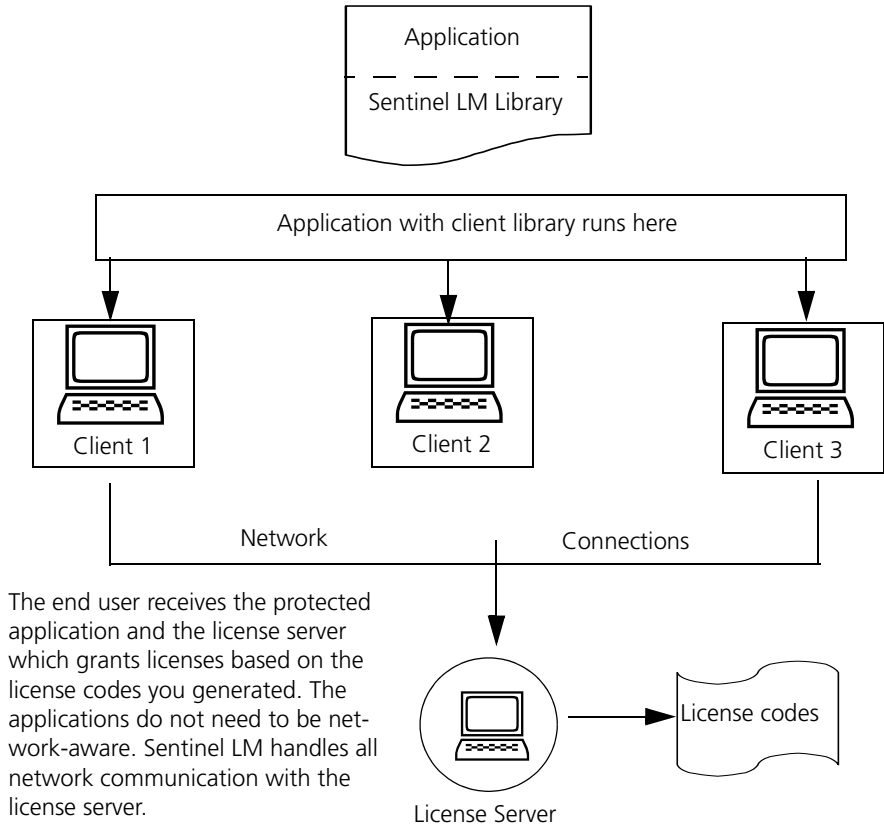 Application
Sentinel LM Library
Application with client library runs here
Client 1
Client 2
Client 3
Network
Connections
The end user receives the protected
application and the license server
which grants licenses based on the
license codes you generated. The
applications do not need to be net-
work-aware. Sentinel LM handles all
network communication with the
license server.
License codes
License Server